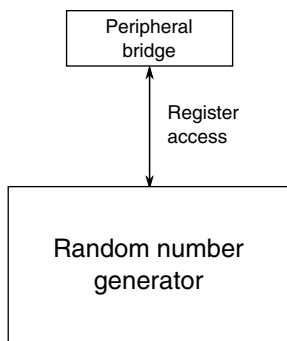 Peripheral
bridge
Register
access
Random number
generator